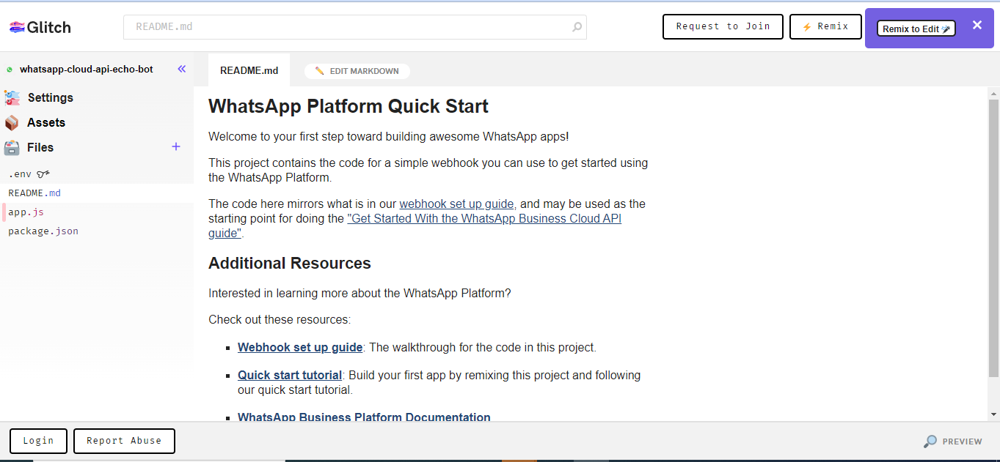 Glitch
README.md
Request to Join
Remix
Remix to Edit
whatsapp-cloud-api-echo-bot
README.md
EDIT MARKDOWN
Settings
Assets
Files
.env
README.md
app.js
package.json
WhatsApp Platform Quick Start
Welcome to your first step toward building awesome WhatsApp apps!
This project contains the code for a simple webhook you can use to get started using
the WhatsApp Platform.
The code here mirrors what is in our webhook set up guide, and may be used as the
starting point for doing the "Get Started With the WhatsApp Business Cloud API
guide".
Additional Resources
Interested in learning more about the WhatsApp Platform?
Check out these resources:
Webhook set up guide: The walkthrough for the code in this project.
Quick start tutorial: Build your first app by remixing this project and following
our quick start tutorial.
WhatsApp Business Platform Documentation
Login
Report Abuse
PREVIEW